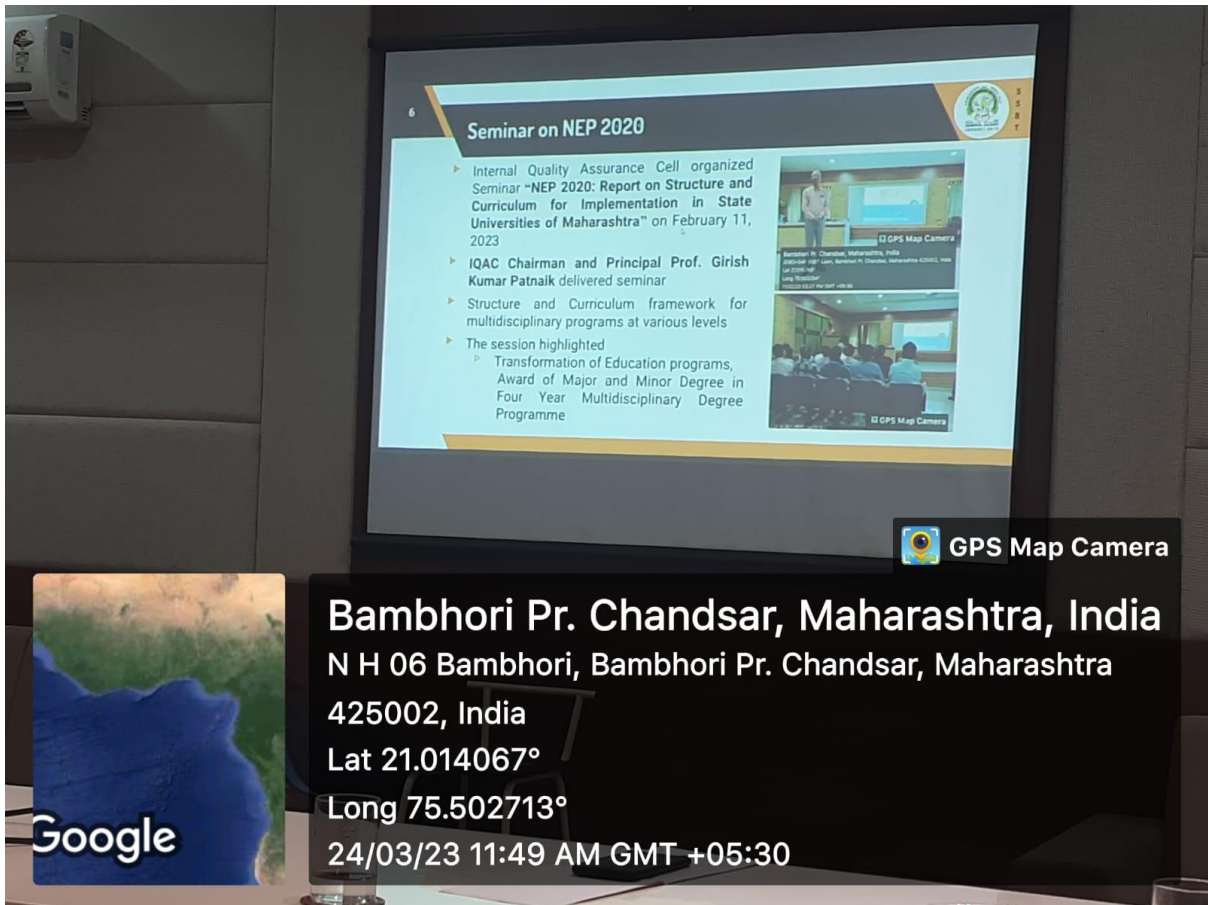 6
Seminar on NEP 2020
S
S
B
T
Internal Quality Assurance Cell organized
Seminar “NEP 2020: Report on Structure and
Curriculum for Implementation in State
Universities of Maharashtra” on February 11,
2023
IQAC Chairman and Principal Prof. Girish
Kumar Patnaik delivered seminar
Structure and Curriculum framework for
multidisciplinary programs at various levels
The session highlighted
Transformation of Education programs,
Award of Major and Minor Degree in
Four Year Multidisciplinary Degree
Programme
GPS Map Camera
Bambhori Pr. Chandsar, Maharashtra, India
GPS Map Camera
GPS Map Camera
Bambhori Pr. Chandsar, Maharashtra, India
N H 06 Bambhori, Bambhori Pr. Chandsar, Maharashtra
425002, India
Lat 21.014067°
Long 75.502713°
24/03/23 11:49 AM GMT +05:30
Google